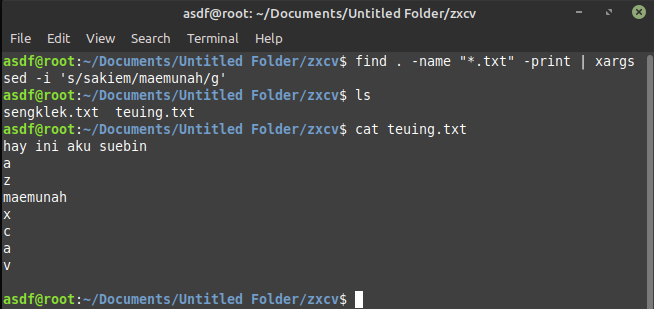 asdf@root: ~/Documents/Untitled Folder/zxcv
File Edit View Search Terminal Help
asdf@root:~/Documents/Untitled Folder/zxcv$ find . -name "*.txt" -print | xargs
sed -i 's/sakiem/maemunah/g'
asdf@root:~/Documents/Untitled Folder/zxcv$ ls
sengklek.txt  teuing.txt
asdf@root:~/Documents/Untitled Folder/zxcv$ cat teuing.txt
hay ini aku suebin
a
z
maemunah
x
c
a
v
asdf@root:~/Documents/Untitled Folder/zxcv$